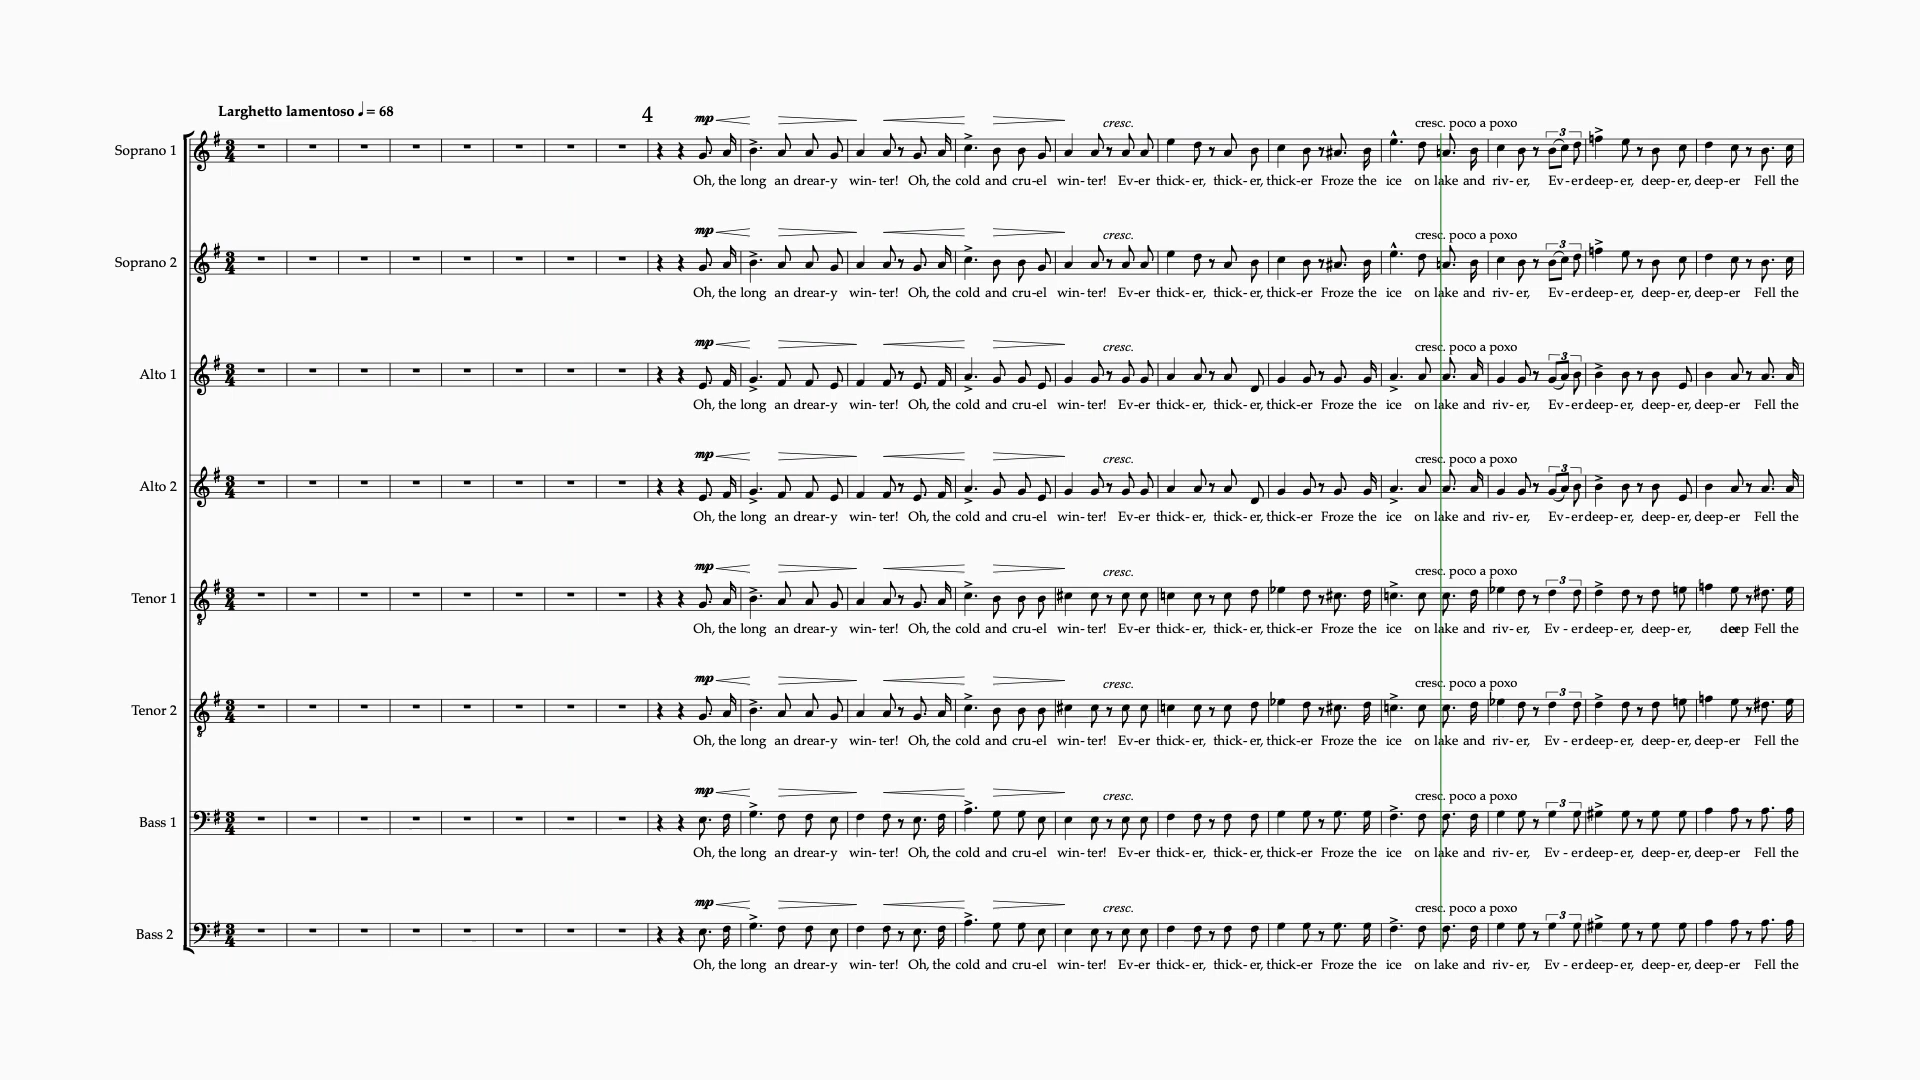 Larghetto lamentoso ♩ = 68
4
mp cresc. cresc. poco a poxo
Soprano 1
Oh, the long an drear-y win-ter! Oh, the cold and cru-el win-ter! Ev-er thick-er, thick-er, thick-er Froze the ice on lake and riv-er, Ev-er deep-er, deep-er, deep-er Fell the
mp cresc. cresc. poco a poxo
Soprano 2
Oh, the long an drear-y win-ter! Oh, the cold and cru-el win-ter! Ev-er thick-er, thick-er, thick-er Froze the ice on lake and riv-er, Ev-er deep-er, deep-er, deep-er Fell the
mp cresc. cresc. poco a poxo
Alto 1
Oh, the long an drear-y win-ter! Oh, the cold and cru-el win-ter! Ev-er thick-er, thick-er, thick-er Froze the ice on lake and riv-er, Ev-er deep-er, deep-er, deep-er Fell the
mp cresc. cresc. poco a poxo
Alto 2
Oh, the long an drear-y win-ter! Oh, the cold and cru-el win-ter! Ev-er thick-er, thick-er, thick-er Froze the ice on lake and riv-er, Ev-er deep-er, deep-er, deep-er Fell the
mp cresc. cresc. poco a poxo
Tenor 1
Oh, the long an drear-y win-ter! Oh, the cold and cru-el win-ter! Ev-er thick-er, thick-er, thick-er Froze the ice on lake and riv-er, Ev-er deep-er, deep-er, Fell the
mp cresc. cresc. poco a poxo
Tenor 2
Oh, the long an drear-y win-ter! Oh, the cold and cru-el win-ter! Ev-er thick-er, thick-er, thick-er Froze the ice on lake and riv-er, Ev-er deep-er, deep-er, deep-er Fell the
mp cresc. cresc. poco a poxo
Bass 1
Oh, the long an drear-y win-ter! Oh, the cold and cru-el win-ter! Ev-er thick-er, thick-er, thick-er Froze the ice on lake and riv-er, Ev-er deep-er, deep-er, deep-er Fell the
mp cresc. cresc. poco a poxo
Bass 2
Oh, the long an drear-y win-ter! Oh, the cold and cru-el win-ter! Ev-er thick-er, thick-er, thick-er Froze the ice on lake and riv-er, Ev-er deep-er, deep-er, deep-er Fell the